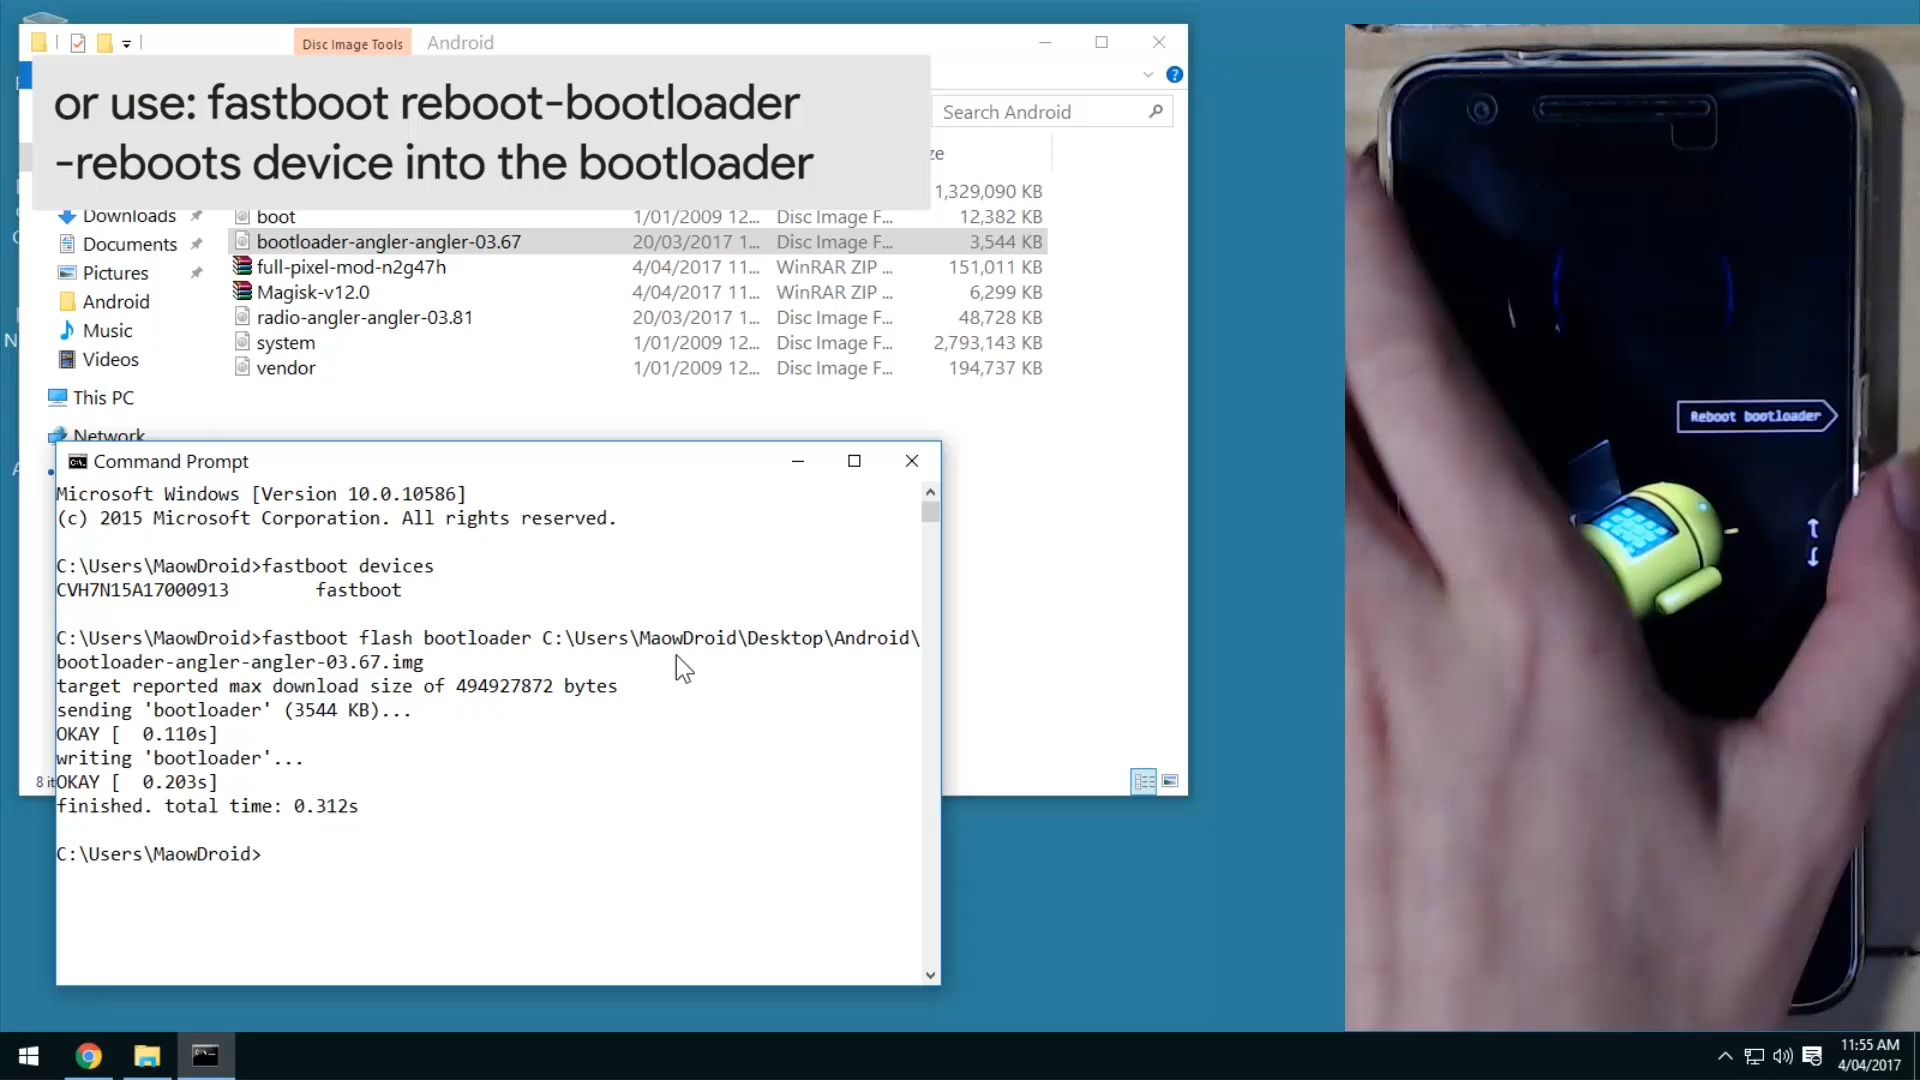 Disc Image Tools
Android
or use: fastboot reboot-bootloader
-reboots device into the bootloader
Search Android
ze
1,329,090 KB
Downloads
boot
1/01/2009 12...
Disc Image F...
12,382 KB
Documents
bootloader-angler-angler-03.67
20/03/2017 1...
Disc Image F...
3,544 KB
Pictures
full-pixel-mod-n2g47h
4/04/2017 11...
WinRAR ZIP ...
151,011 KB
Android
Magisk-v12.0
4/04/2017 11...
WinRAR ZIP ...
6,299 KB
Music
radio-angler-angler-03.81
20/03/2017 1...
Disc Image F...
48,728 KB
Videos
system
1/01/2009 12...
Disc Image F...
2,793,143 KB
vendor
1/01/2009 12...
Disc Image F...
194,737 KB
This PC
Network
8 it
Command Prompt
Microsoft Windows [Version 10.0.10586]
(c) 2015 Microsoft Corporation. All rights reserved.
C:\Users\MaowDroid>fastboot devices
CVH7N15A17000913 fastboot
C:\Users\MaowDroid>fastboot flash bootloader C:\Users\MaowDroid\Desktop\Android\
bootloader-angler-angler-03.67.img
target reported max download size of 494927872 bytes
sending 'bootloader' (3544 KB)...
OKAY [ 0.110s]
writing 'bootloader'...
OKAY [ 0.203s]
finished. total time: 0.312s
C:\Users\MaowDroid>
Reboot bootloader
11:55 AM
4/04/2017